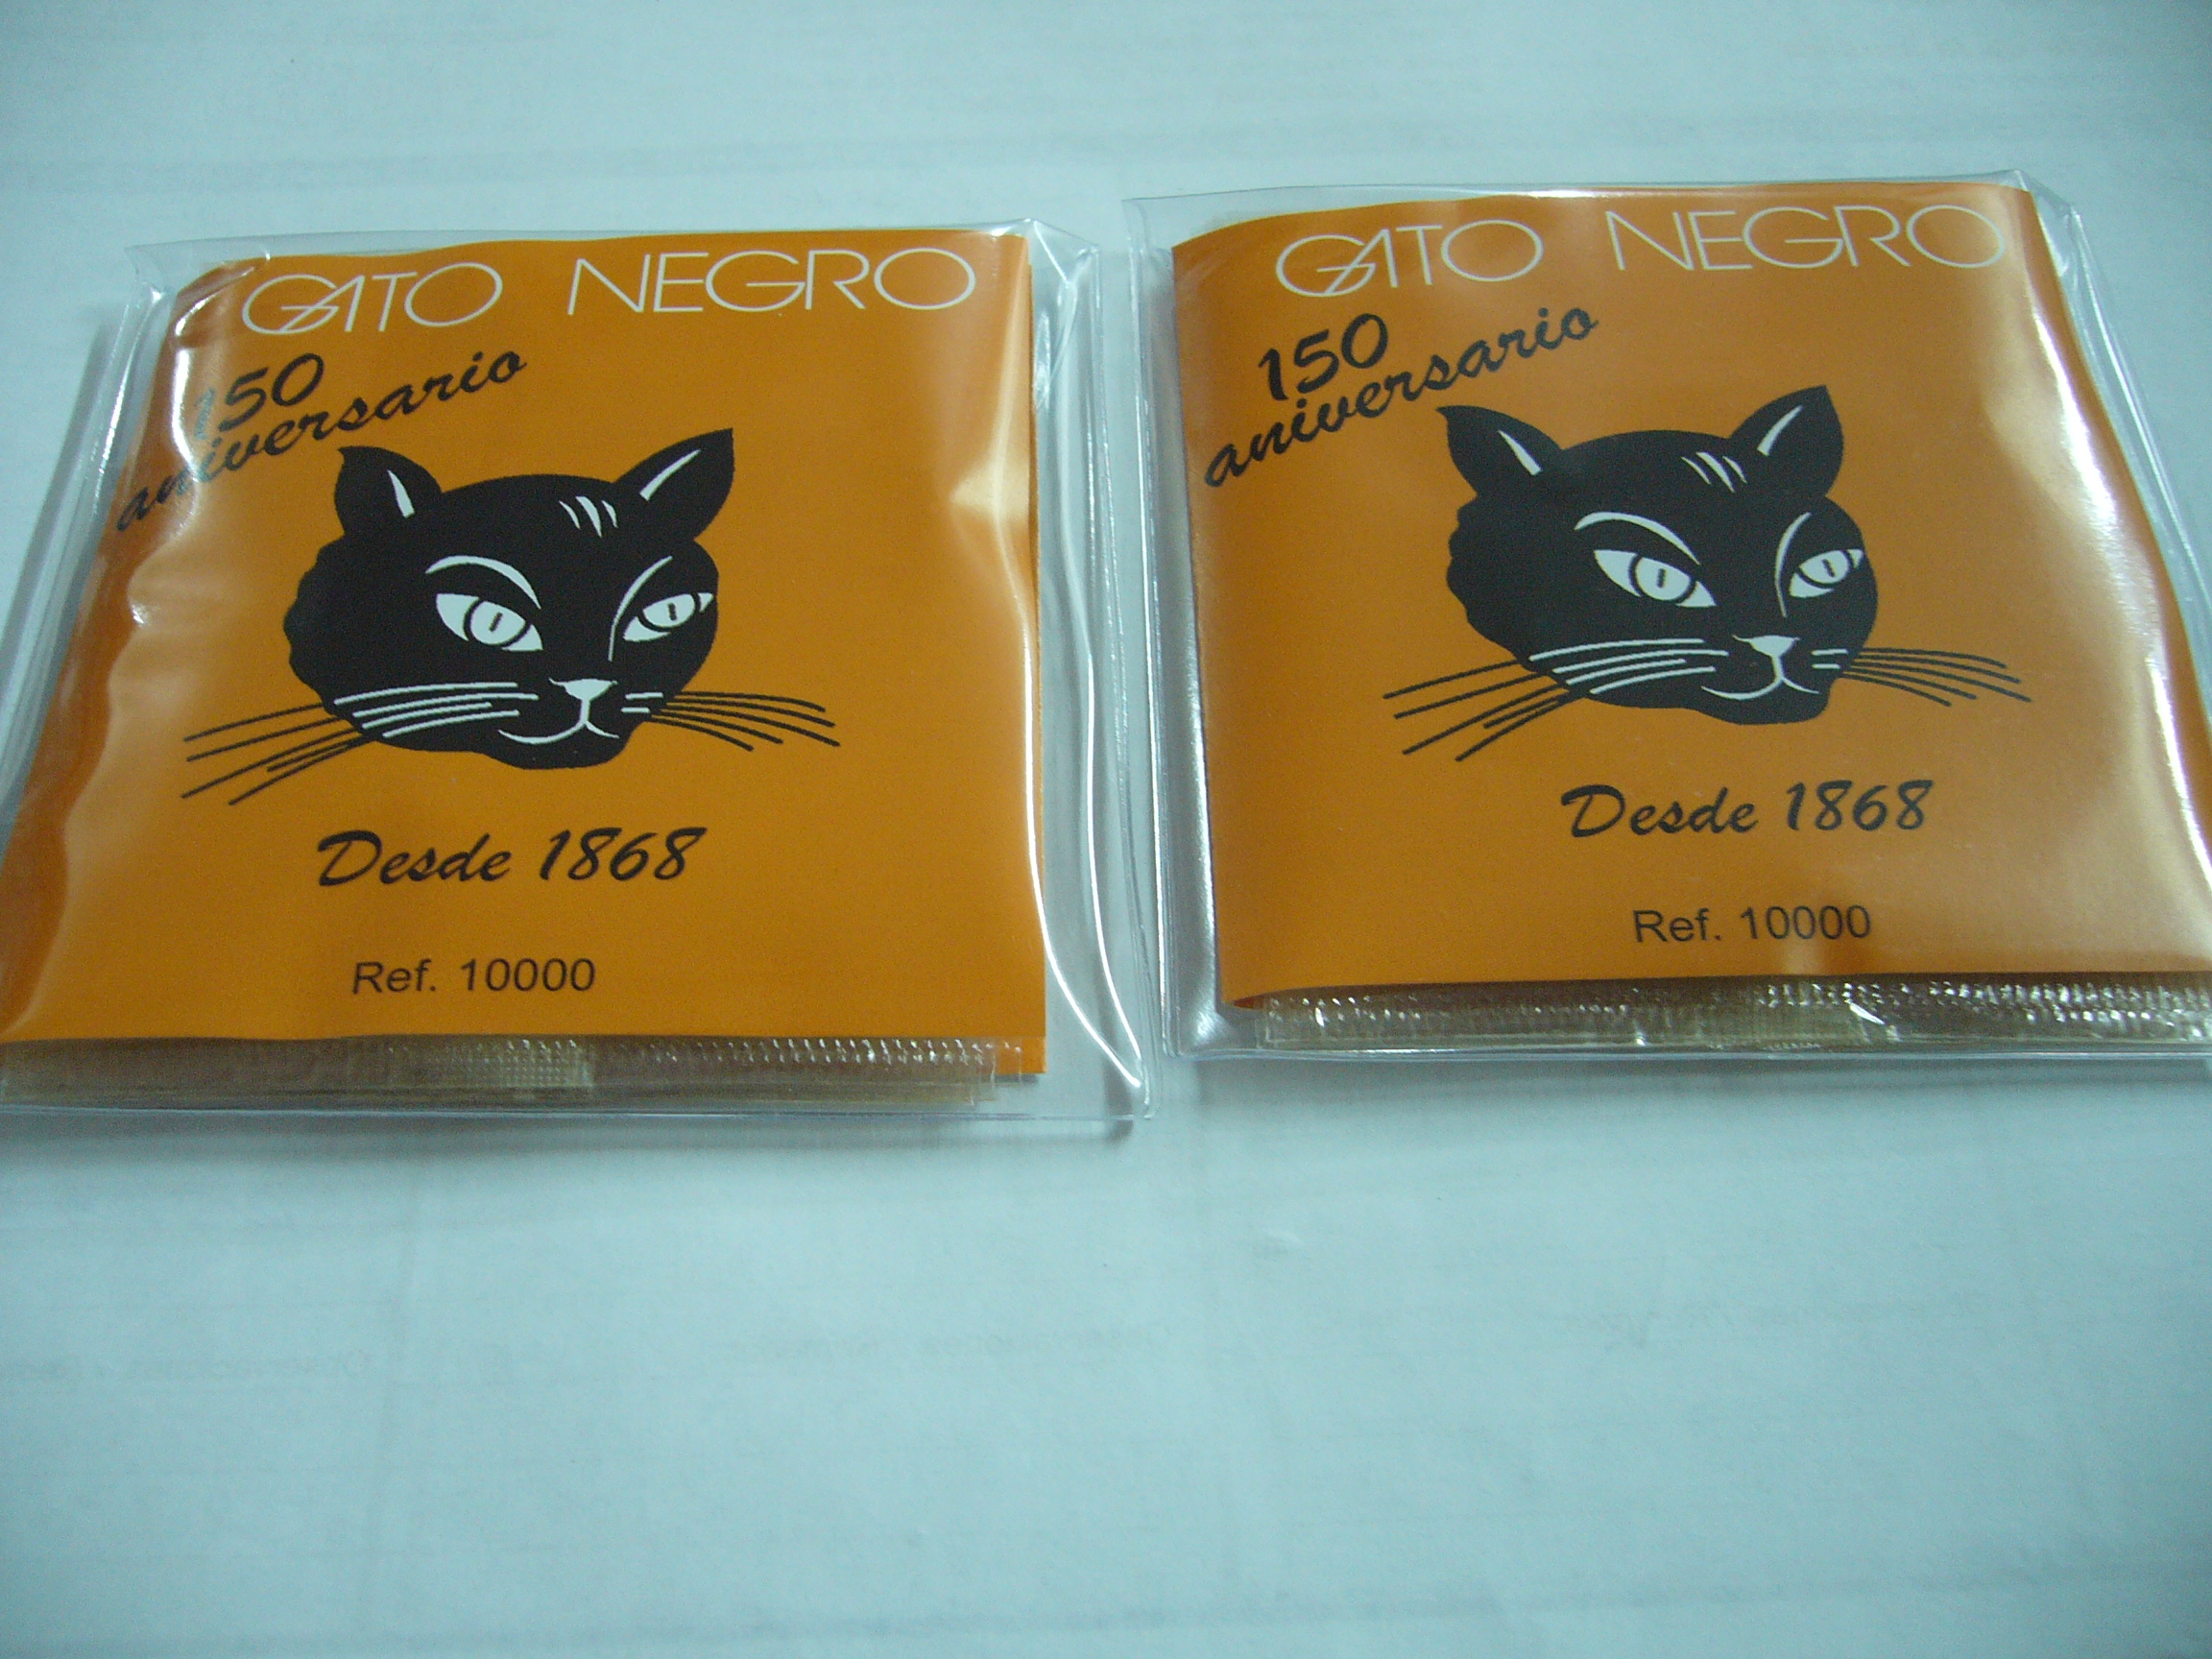 GATO NEGRO
150
aniversario
Desde 1868
Ref. 10000
GATO NEGRO
150
aniversario
Desde 1868
Ref. 10000